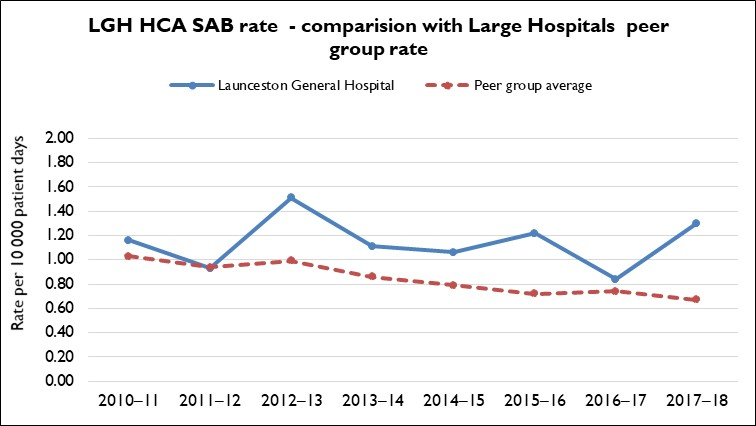 LGH HCA SAB rate - comparision with Large Hospitals peer
group rate
Launceston General Hospital
Peer group average
Rate per 10 000 patient days
2.00
1.80
1.60
1.40
1.20
1.00
0.80
0.60
0.40
0.20
0.00
2010–11 2011–12 2012–13 2013–14 2014–15 2015–16 2016–17 2017–18